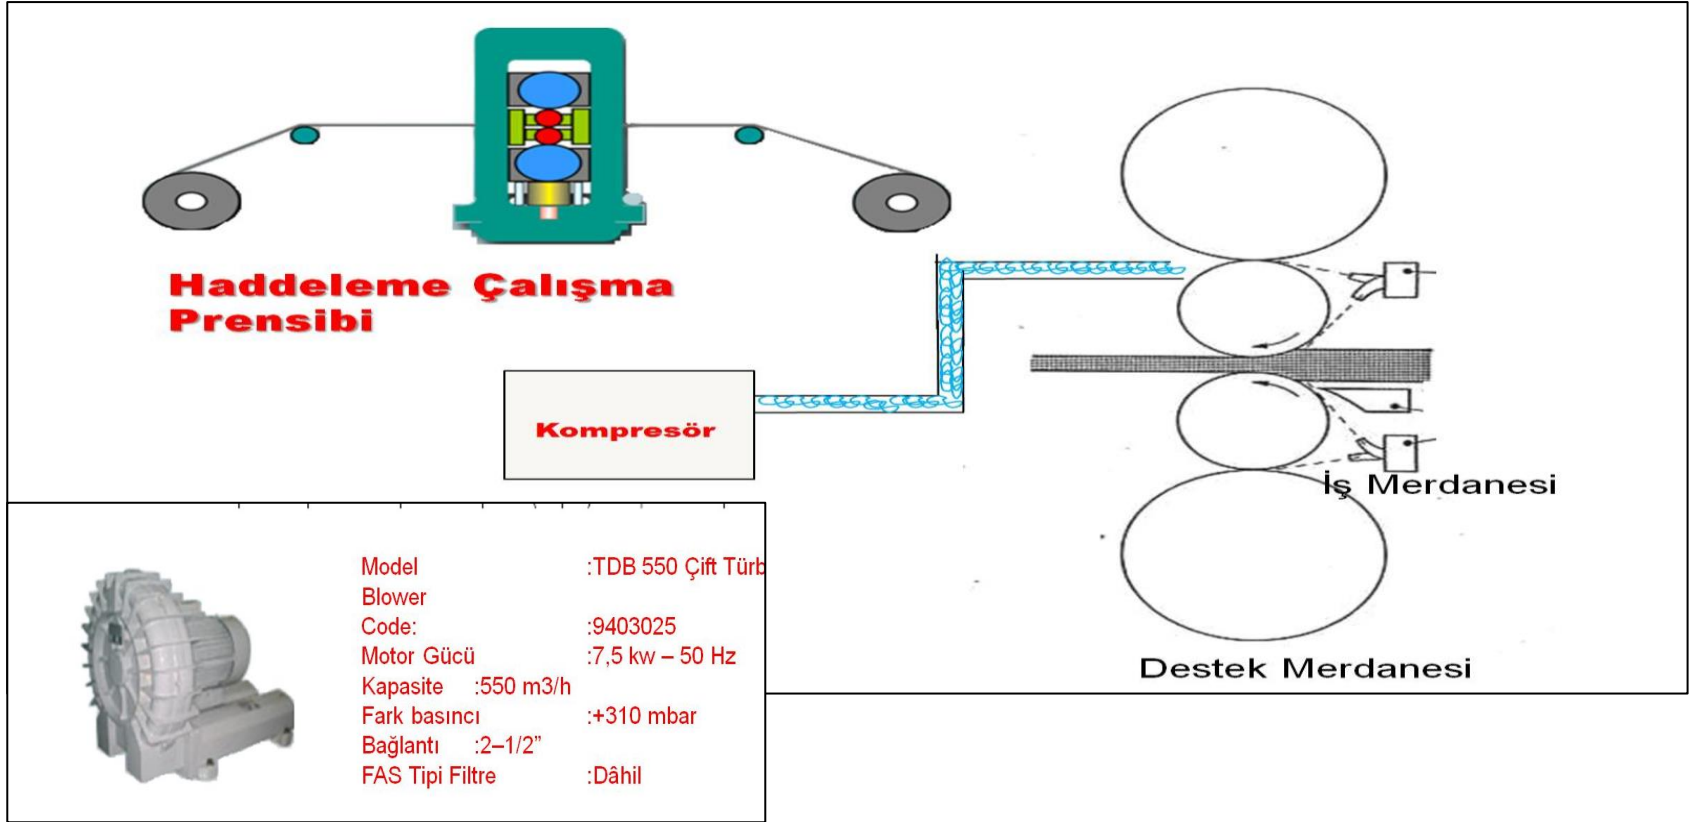 Haddeleme Çalışma
Prensibi
Kompresör
İş Merdanesi
Destek Merdanesi
Model :TDB 550 Çift Türb
Blower
Code: :9403025
Motor Gücü :7,5 kw – 50 Hz
Kapasite :550 m3/h
Fark basıncı :+310 mbar
Bağlantı :2–1/2”
FAS Tipi Filtre :Dâhil